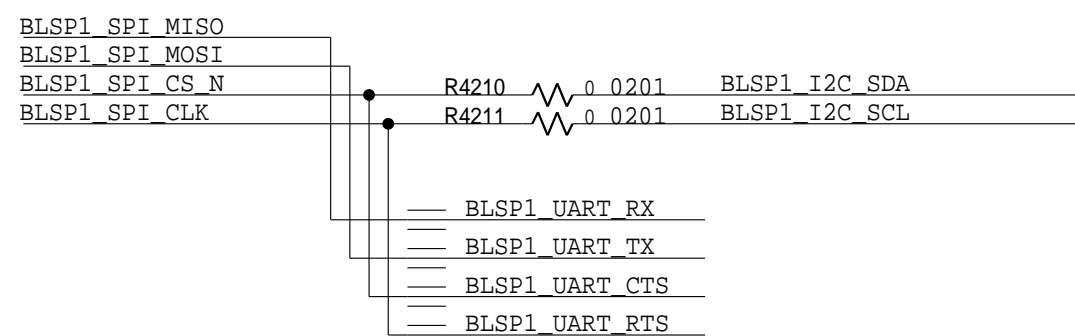 BLSP1_SPI_MISO
BLSP1_SPI_MOSI
BLSP1_SPI_CS_N R4210 0 0201 BLSP1_I2C_SDA
BLSP1_SPI_CLK R4211 0 0201 BLSP1_I2C_SCL
BLSP1_UART_RX
BLSP1_UART_TX
BLSP1_UART_CTS
BLSP1_UART_RTS